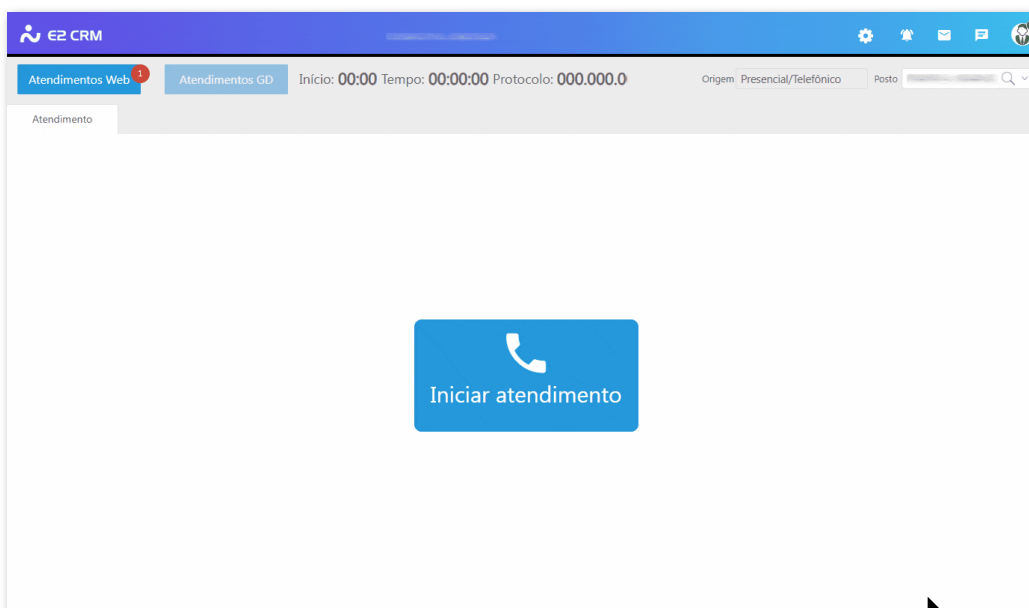 E2 CRM
Atendimentos Web 1 Atendimentos GD Início: 00:00 Tempo: 00:00:00 Protocolo: 000.000.0 Origem Presencial/Telefônico Posto
Atendimento
Iniciar atendimento